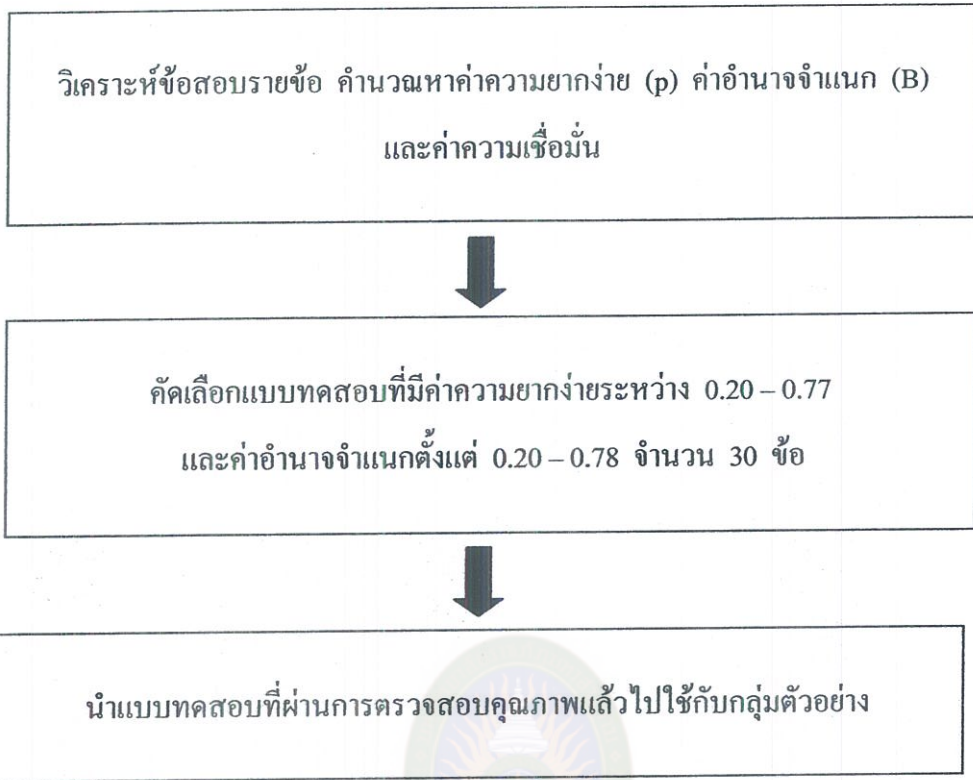 วิเคราะห์ข้อสอบรายข้อ คำนวณหาค่าความยากง่าย (p) ค่าอำนาจจำแนก (B)
และค่าความเชื่อมั่น
คัดเลือกแบบทดสอบที่มีค่าความยากง่ายระหว่าง 0.20 – 0.77
และค่าอำนาจจำแนกตั้งแต่ 0.20 – 0.78 จำนวน 30 ข้อ
นำแบบทดสอบที่ผ่านการตรวจสอบคุณภาพแล้วไปใช้กับกลุ่มตัวอย่าง